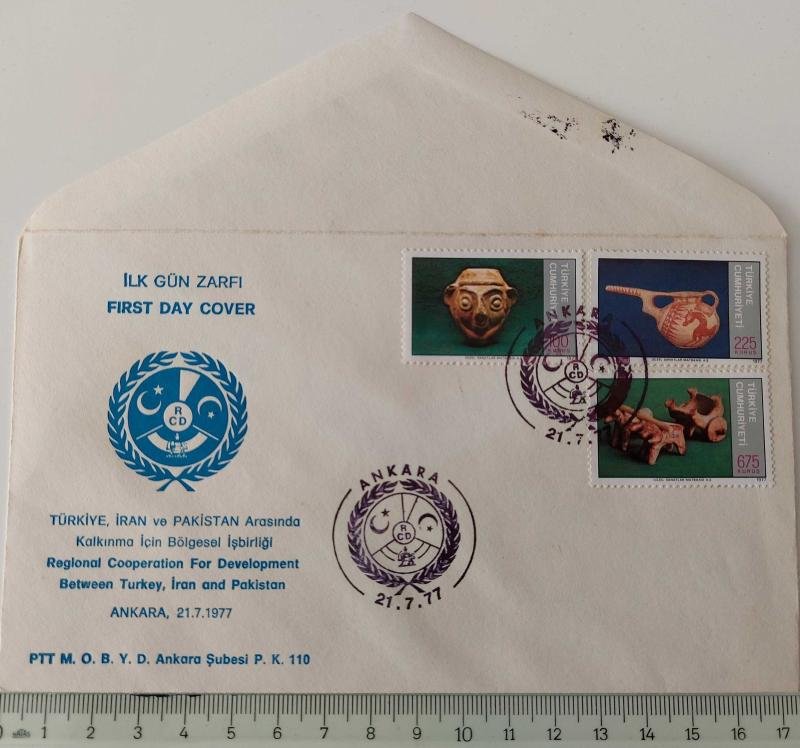 İLK GÜN ZARFI
FIRST DAY COVER
R
CD
TÜRKİYE, İRAN ve PAKİSTAN Arasında
Kalkınma İçin Bölgesel İşbirliği
Regional Cooperation For Development
Between Turkey, İran and Pakistan
ANKARA, 21.7.1977
PTT M. O. B. Y. D. Ankara Şubesi P. K. 110
TÜRKİYE
CUMHURİYETİ
100
KURUŞ
TÜRKİYE
CUMHURİYETİ
225
KURUŞ
1977
TÜRKİYE
CUMHURİYETİ
675
KURUŞ
1977
ANKARA
R
CD
21.7.
ANKARA
R
CD
21.7.77
0 1 2 3 4 5 6 7 8 9 10 11 12 13 14 15 16 17